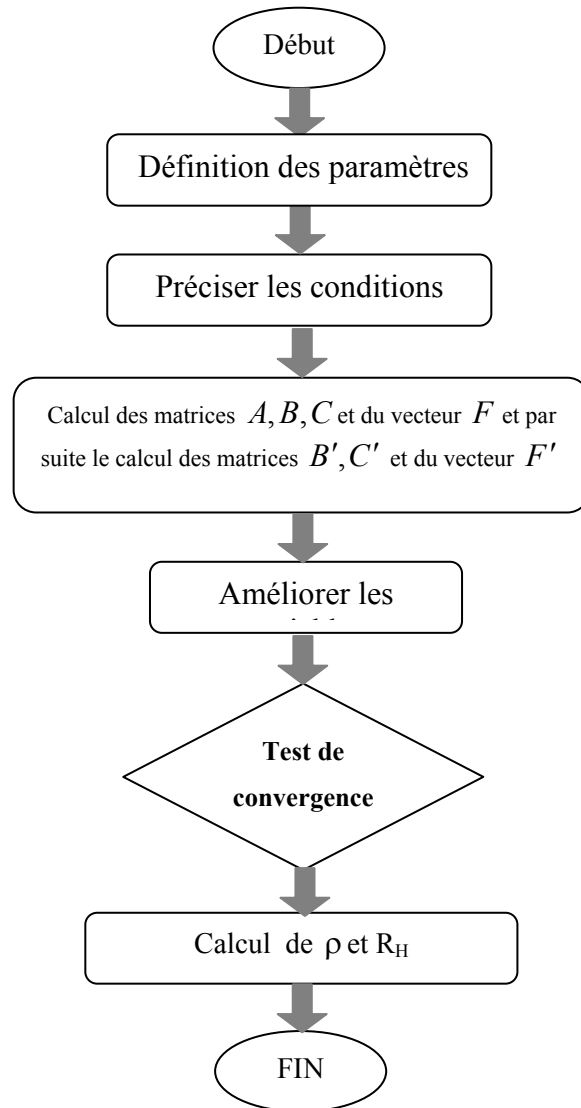 Début
Définition des paramètres
Préciser les conditions
Calcul des matrices A, B, C et du vecteur F et par
suite le calcul des matrices B′, C′ et du vecteur F′
Améliorer les
Test de
convergence
Calcul de ρ et R_H
FIN